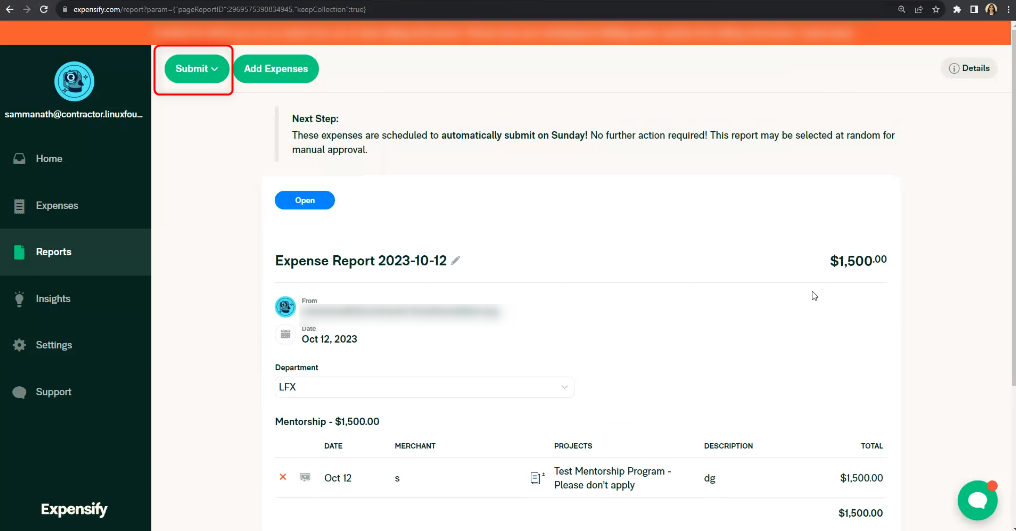 expensify.com/report?param={"pageReportID":"2969575390834945","keepCollection":true}
Submit
Add Expenses
Details
sammanath@contractor.linuxfou...
Home
Expenses
Reports
Insights
Settings
Support
Expensify
Next Step:
These expenses are scheduled to automatically submit on Sunday! No further action required! This report may be selected at random for
manual approval.
Open
Expense Report 2023-10-12
$1,500.00
From
Date
Oct 12, 2023
Department
LFX
Mentorship - $1,500.00
DATE MERCHANT PROJECTS DESCRIPTION TOTAL
Oct 12 s Test Mentorship Program - Please don't apply dg $1,500.00
$1,500.00